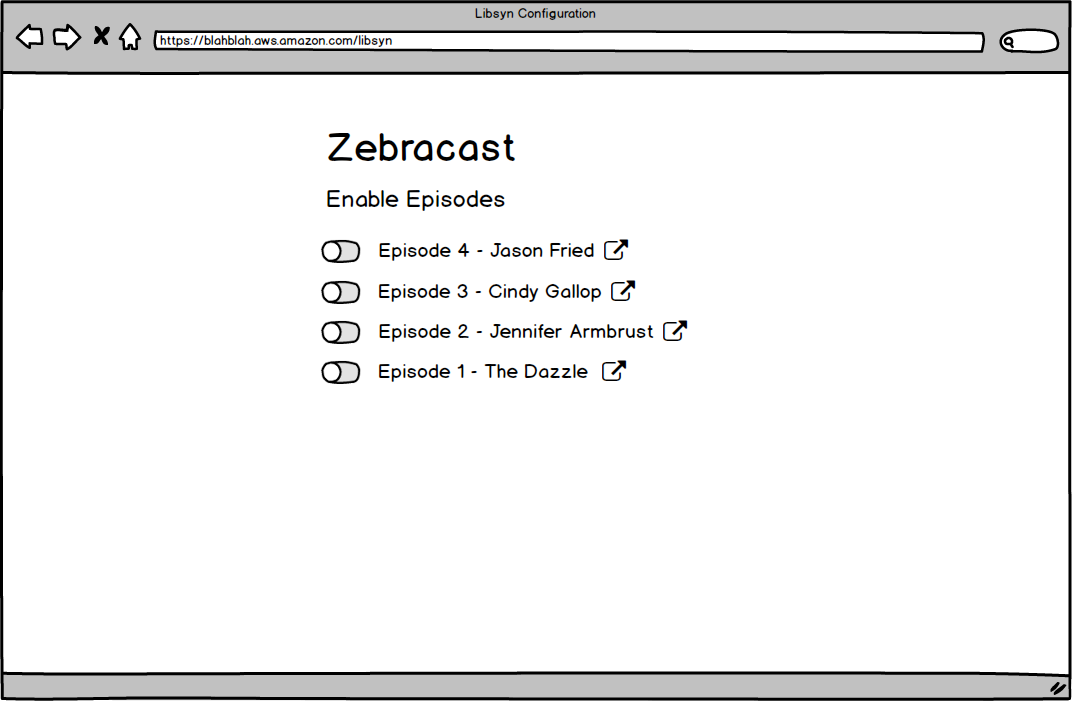 Libsyn Configuration
https://blahblah.aws.amazon.com/libsyn
Zebracast
Enable Episodes
Episode 4 - Jason Fried
Episode 3 - Cindy Gallop
Episode 2 - Jennifer Armbrust
Episode 1 - The Dazzle